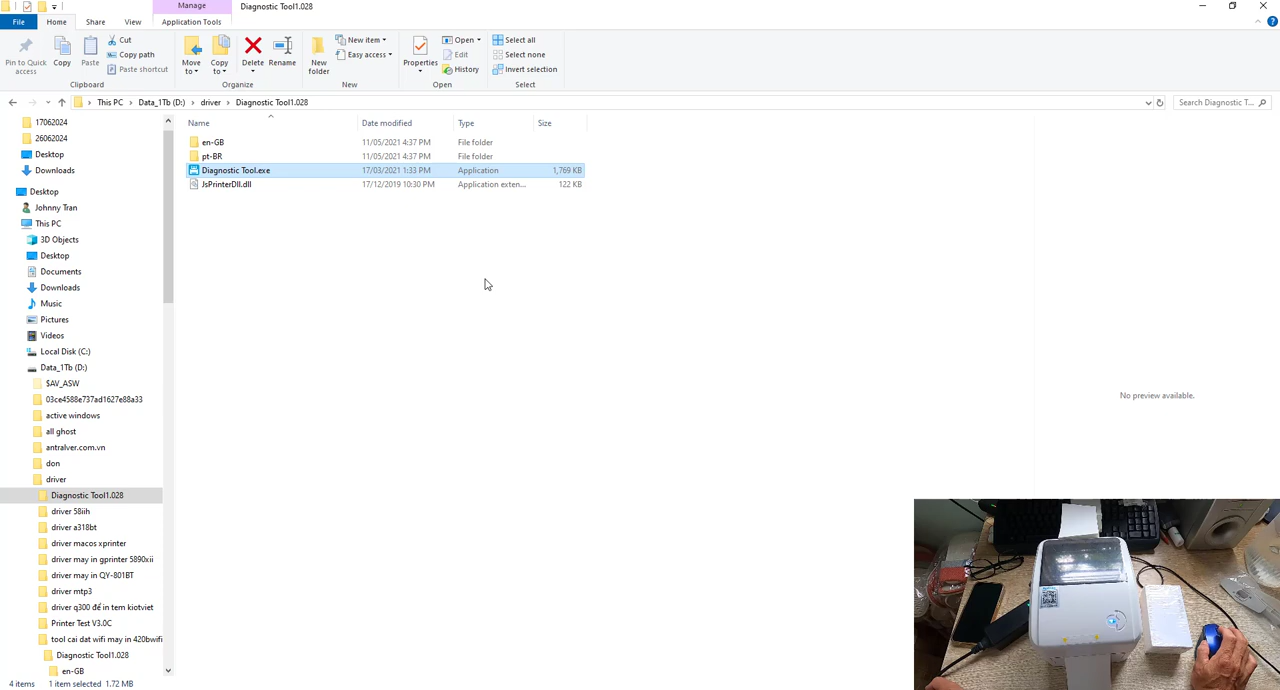 Manage
Diagnostic Tool1.028
File
Home
Share
View
Application Tools
Pin to Quick access
Copy
Paste
Cut
Copy path
Paste shortcut
Clipboard
Move to
Copy to
Delete
Rename
Organize
New folder
New item
Easy access
New
Properties
Open
Edit
History
Open
Select all
Select none
Invert selection
Select
This PC > Data_1Tb (D:) > driver > Diagnostic Tool1.028
Search Diagnostic T...
Name Date modified Type Size
en-GB 11/05/2021 4:37 PM File folder
pt-BR 11/05/2021 4:37 PM File folder
Diagnostic Tool.exe 17/03/2021 1:33 PM Application 1,769 KB
JsPrinterDll.dll 17/12/2019 10:30 PM Application exten... 122 KB
17062024
26062024
Desktop
Downloads
Desktop
Johnny Tran
This PC
3D Objects
Desktop
Documents
Downloads
Music
Pictures
Videos
Local Disk (C:)
Data_1Tb (D:)
$AV_ASW
03ce4588e737ad1627e88a33
active windows
all ghost
antralver.com.vn
don
driver
Diagnostic Tool1.028
driver 58iih
driver a318bt
driver macos xprinter
driver may in gprinter 5890xii
driver may in QY-801BT
driver mtp3
driver q300 để in tem kiotviet
Printer Test V3.0C
tool cai dat wifi may in 420bwifi
Diagnostic Tool1.028
en-GB
No preview available.
4 items 1 item selected 1.72 MB